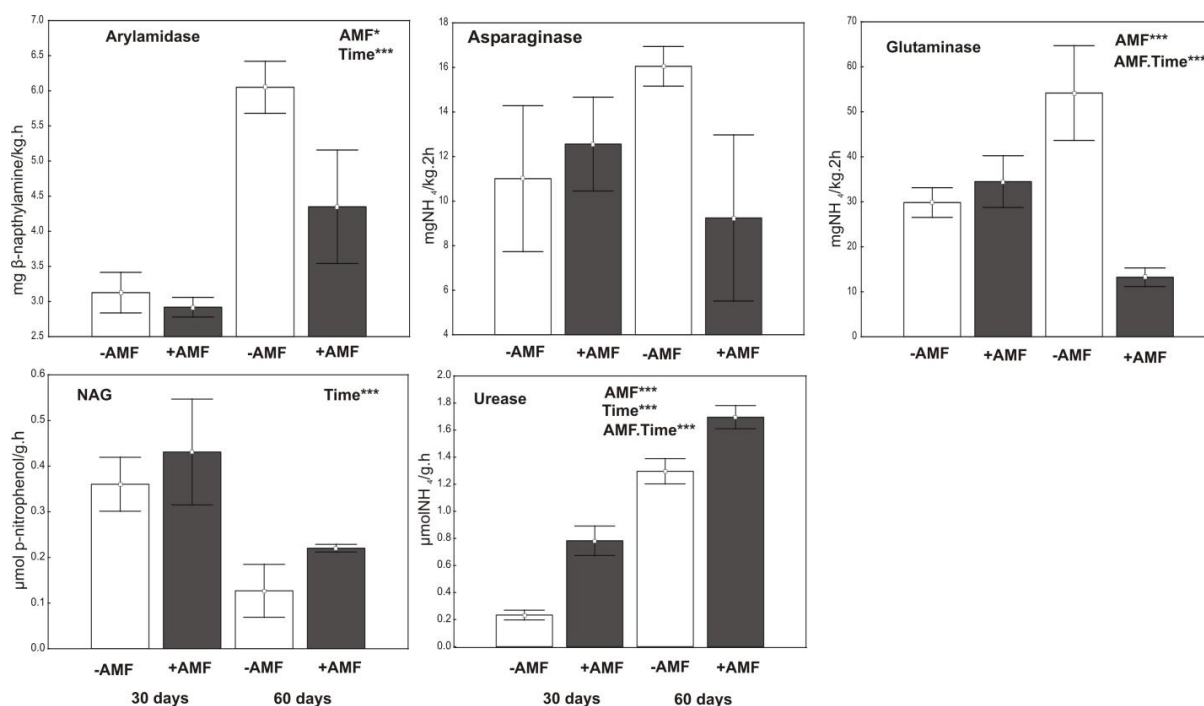 Arylamidase
AMF*
Time***
mg β-napthylamine/kg.h
7.0
6.5
6.0
5.5
5.0
4.5
4.0
3.5
3.0
2.5
-AMF +AMF -AMF +AMF
Asparaginase
mgNH 4/kg.2h
16
14
12
10
8
6
4
-AMF +AMF -AMF +AMF
Glutaminase
AMF***
AMF.Time***
mgNH 4/kg.2h
70
60
50
40
30
20
10
0
-AMF +AMF -AMF +AMF
NAG
Time***
µmol p-nitrophenol/g.h
0.6
0.5
0.4
0.3
0.2
0.1
0.0
-AMF +AMF -AMF +AMF
30 days 60 days
Urease
AMF***
Time***
AMF.Time***
µmolNH 4/g.h
1.8
1.6
1.4
1.2
1.0
0.8
0.6
0.4
0.2
0.0
-AMF +AMF -AMF +AMF
30 days 60 days